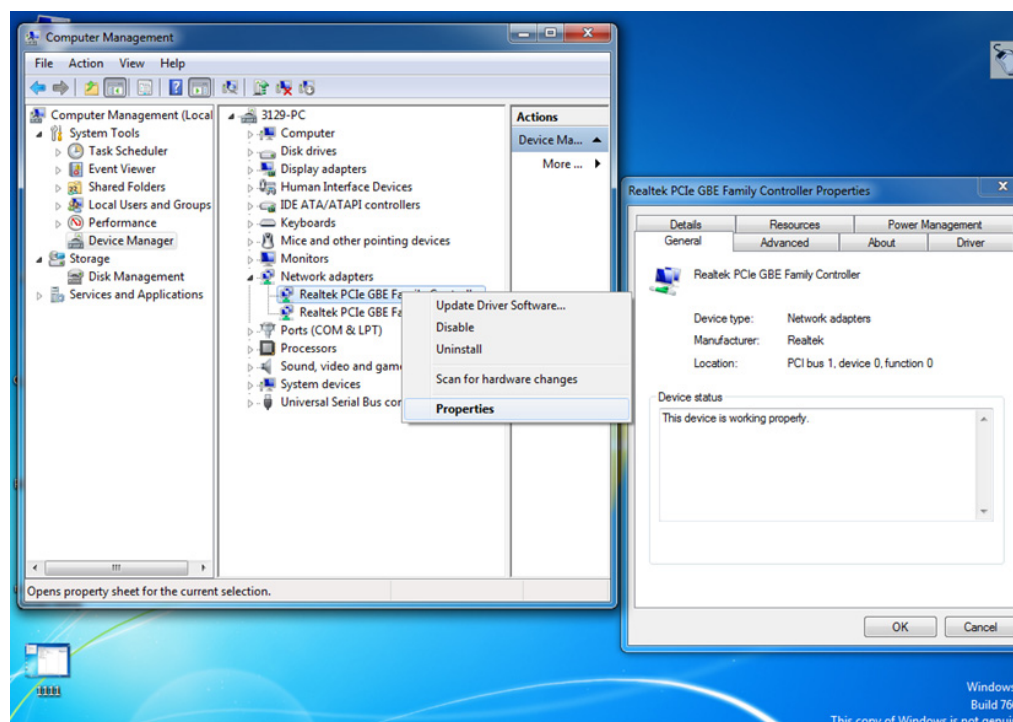 Computer Management
File Action View Help
Computer Management (Local
System Tools
Task Scheduler
Event Viewer
Shared Folders
Local Users and Groups
Performance
Device Manager
Storage
Disk Management
Services and Applications
3129-PC
Computer
Disk drives
Display adapters
Human Interface Devices
IDE ATA/ATAPI controllers
Keyboards
Mice and other pointing devices
Monitors
Network adapters
Realtek PCIe GBE Family Controller
Realtek PCIe GBE Fa
Ports (COM & LPT)
Processors
Sound, video and gam
System devices
Universal Serial Bus cor
Actions
Device Ma...
More ...
Update Driver Software...
Disable
Uninstall
Scan for hardware changes
Properties
Opens property sheet for the current selection.
Realtek PCIe GBE Family Controller Properties
Details Resources Power Management
General Advanced About Driver
Realtek PCIe GBE Family Controller
Device type: Network adapters
Manufacturer: Realtek
Location: PCI bus 1, device 0, function 0
Device status
This device is working properly.
OK Cancel
Windows
Build 76
This copy of Windows is not genu